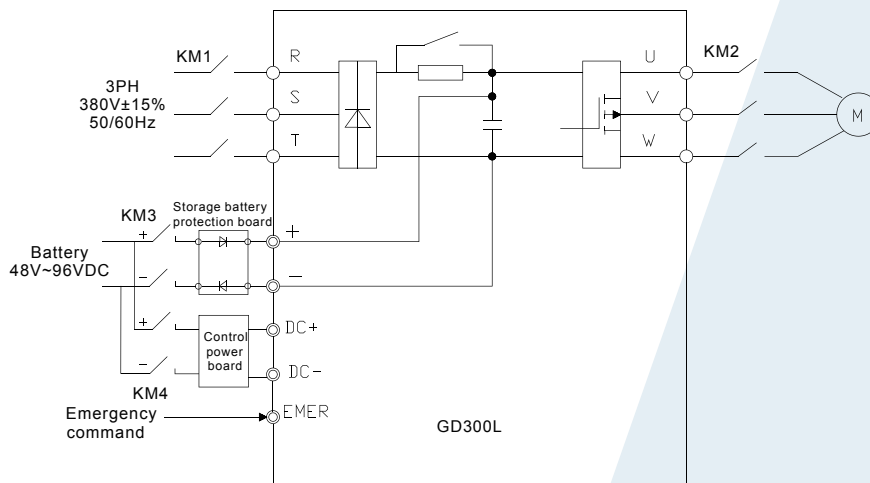 KM1
R
U
KM2
3PH
380V±15%
50/60Hz
S
V
M
T
W
Storage battery
protection board
KM3
+
+
Battery
48V~96VDC
−
−
+
Control
power
board
DC+
−
DC−
KM4
Emergency
command
EMER
GD300L